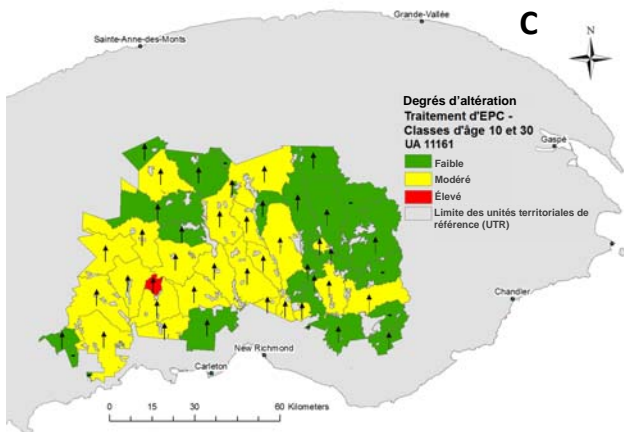 Grande-Vallée
C
Sainte-Anne-des-Monts
N
Degrés d'altération
Traitement d'EPC -
Classes d'âge 10 et 30
UA 11161
Faible
Modéré
Élevé
Limite des unités territoriales de
référence (UTR)
Gaspé
Chandler
New Richmond
Carleton
0 15 30 60 Kilometers